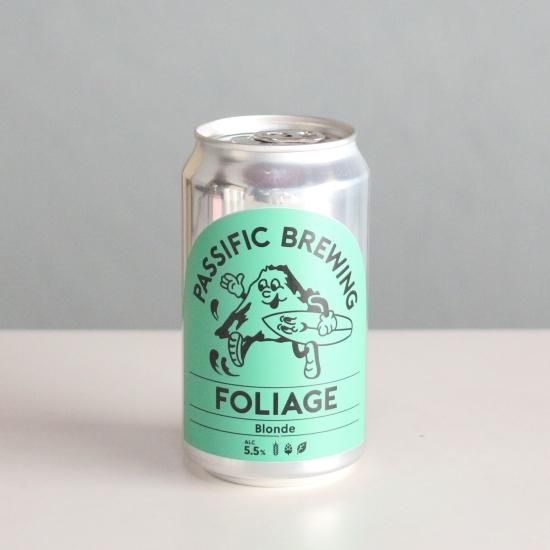 PASSIFIC BREWING
FOLIAGE
Blonde
ALC
5.5%